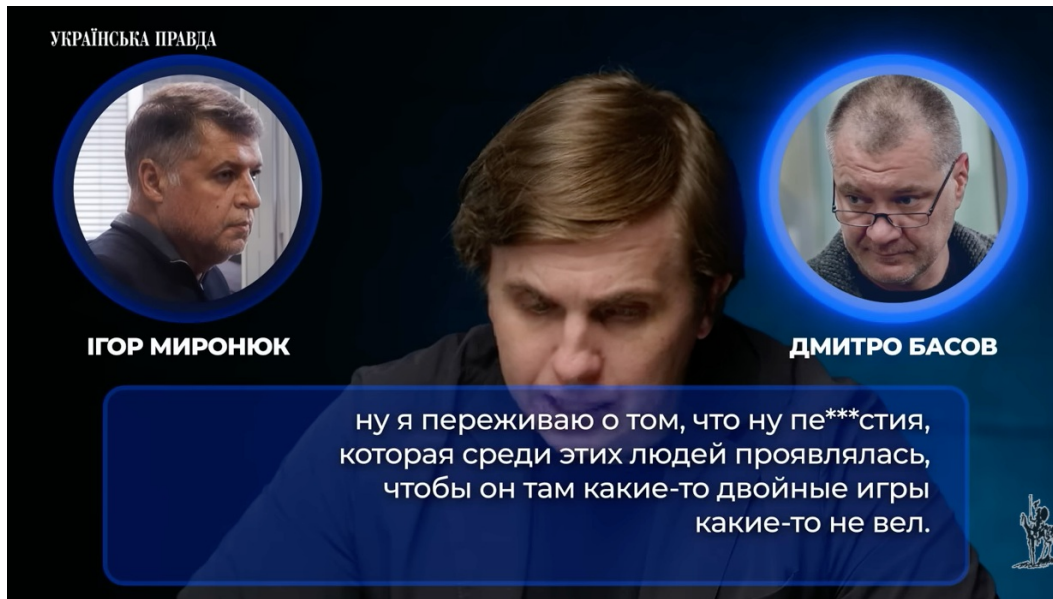 УКРАЇНСЬКА ПРАВДА
ІГОР МИРОНЮК
ДМИТРО БАСОВ
ну я переживаю о том, что ну пе***стия,
которая среди этих людей проявлялась,
чтобы он там какие-то двойные игры
какие-то не вел.